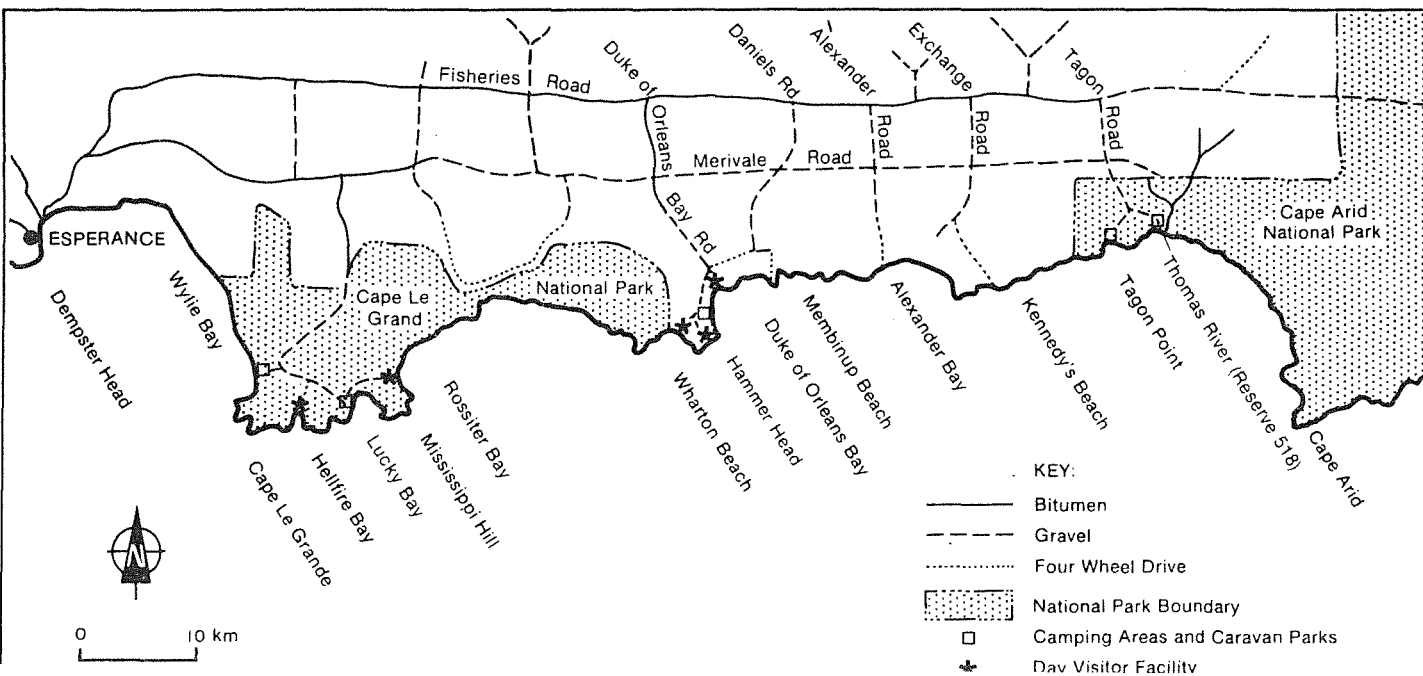 Fisheries Road
Duke of Orleans Bay Rd
Daniels Rd
Alexander Road
Exchange Road
Tagon Road
Merivale Road
ESPERANCE
Cape Le Grand
National Park
Cape Arid
National Park
Dempster Head
Wylie Bay
Cape Le Grande
Hellfire Bay
Lucky Bay
Mississippi Hill
Rossiter Bay
Wharton Beach
Hammer Head
Duke of Orleans Bay
Membinup Beach
Alexander Bay
Kennedy's Beach
Tagon Point
Thomas River (Reserve 518)
Cape Arid
N
0 10 km
KEY:
Bitumen
Gravel
Four Wheel Drive
National Park Boundary
Camping Areas and Caravan Parks
Day Visitor Facility